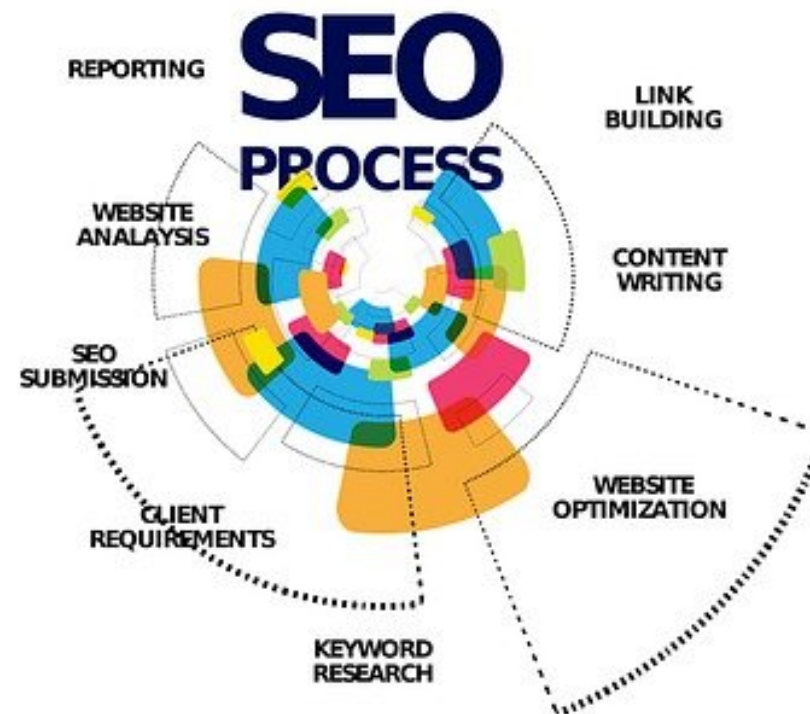 SEO
PROCESS
REPORTING
LINK
BUILDING
WEBSITE
ANALAYSIS
CONTENT
WRITING
SEO
SUBMISSION
WEBSITE
OPTIMIZATION
CLIENT
REQUIREMENTS
KEYWORD
RESEARCH